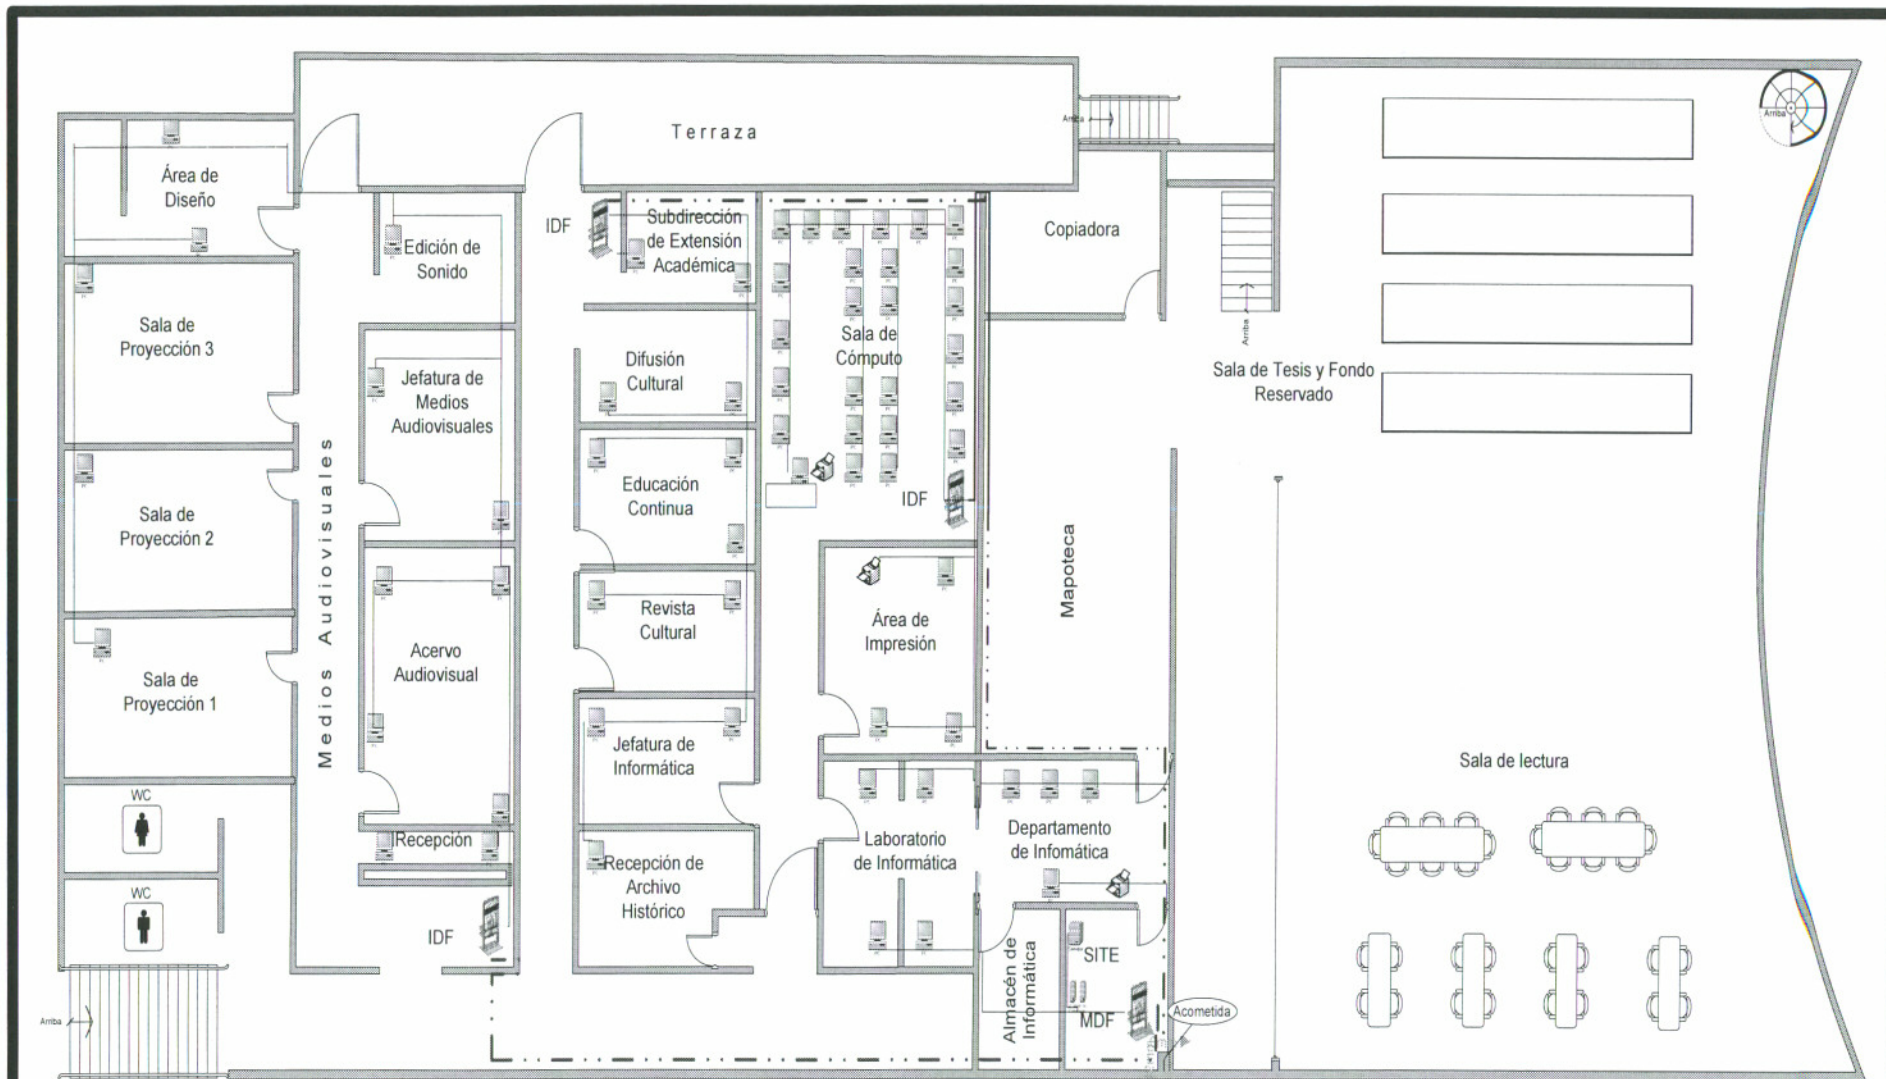 Terraza
Arriba
Arriba
Área de
Diseño
IDF
Subdirección
de Extensión
Académica
Copiadora
Edición de
Sonido
Sala de
Proyección 3
Sala de
Cómputo
Arriba
Difusión
Cultural
Jefatura de
Medios
Audiovisuales
Sala de Tesis y Fondo
Reservado
Medios Audiovisuales
Educación
Continua
IDF
Sala de
Proyección 2
Mapoteca
Revista
Cultural
Área de
Impresión
Acervo
Audiovisual
Sala de
Proyección 1
Jefatura de
Informática
Sala de lectura
WC
Recepción
Laboratorio
de Informática
Departamento
de Infomática
Recepción de
Archivo
Histórico
WC
IDF
Almacén de
Informática
SITE
MDF
Acometida
Arriba